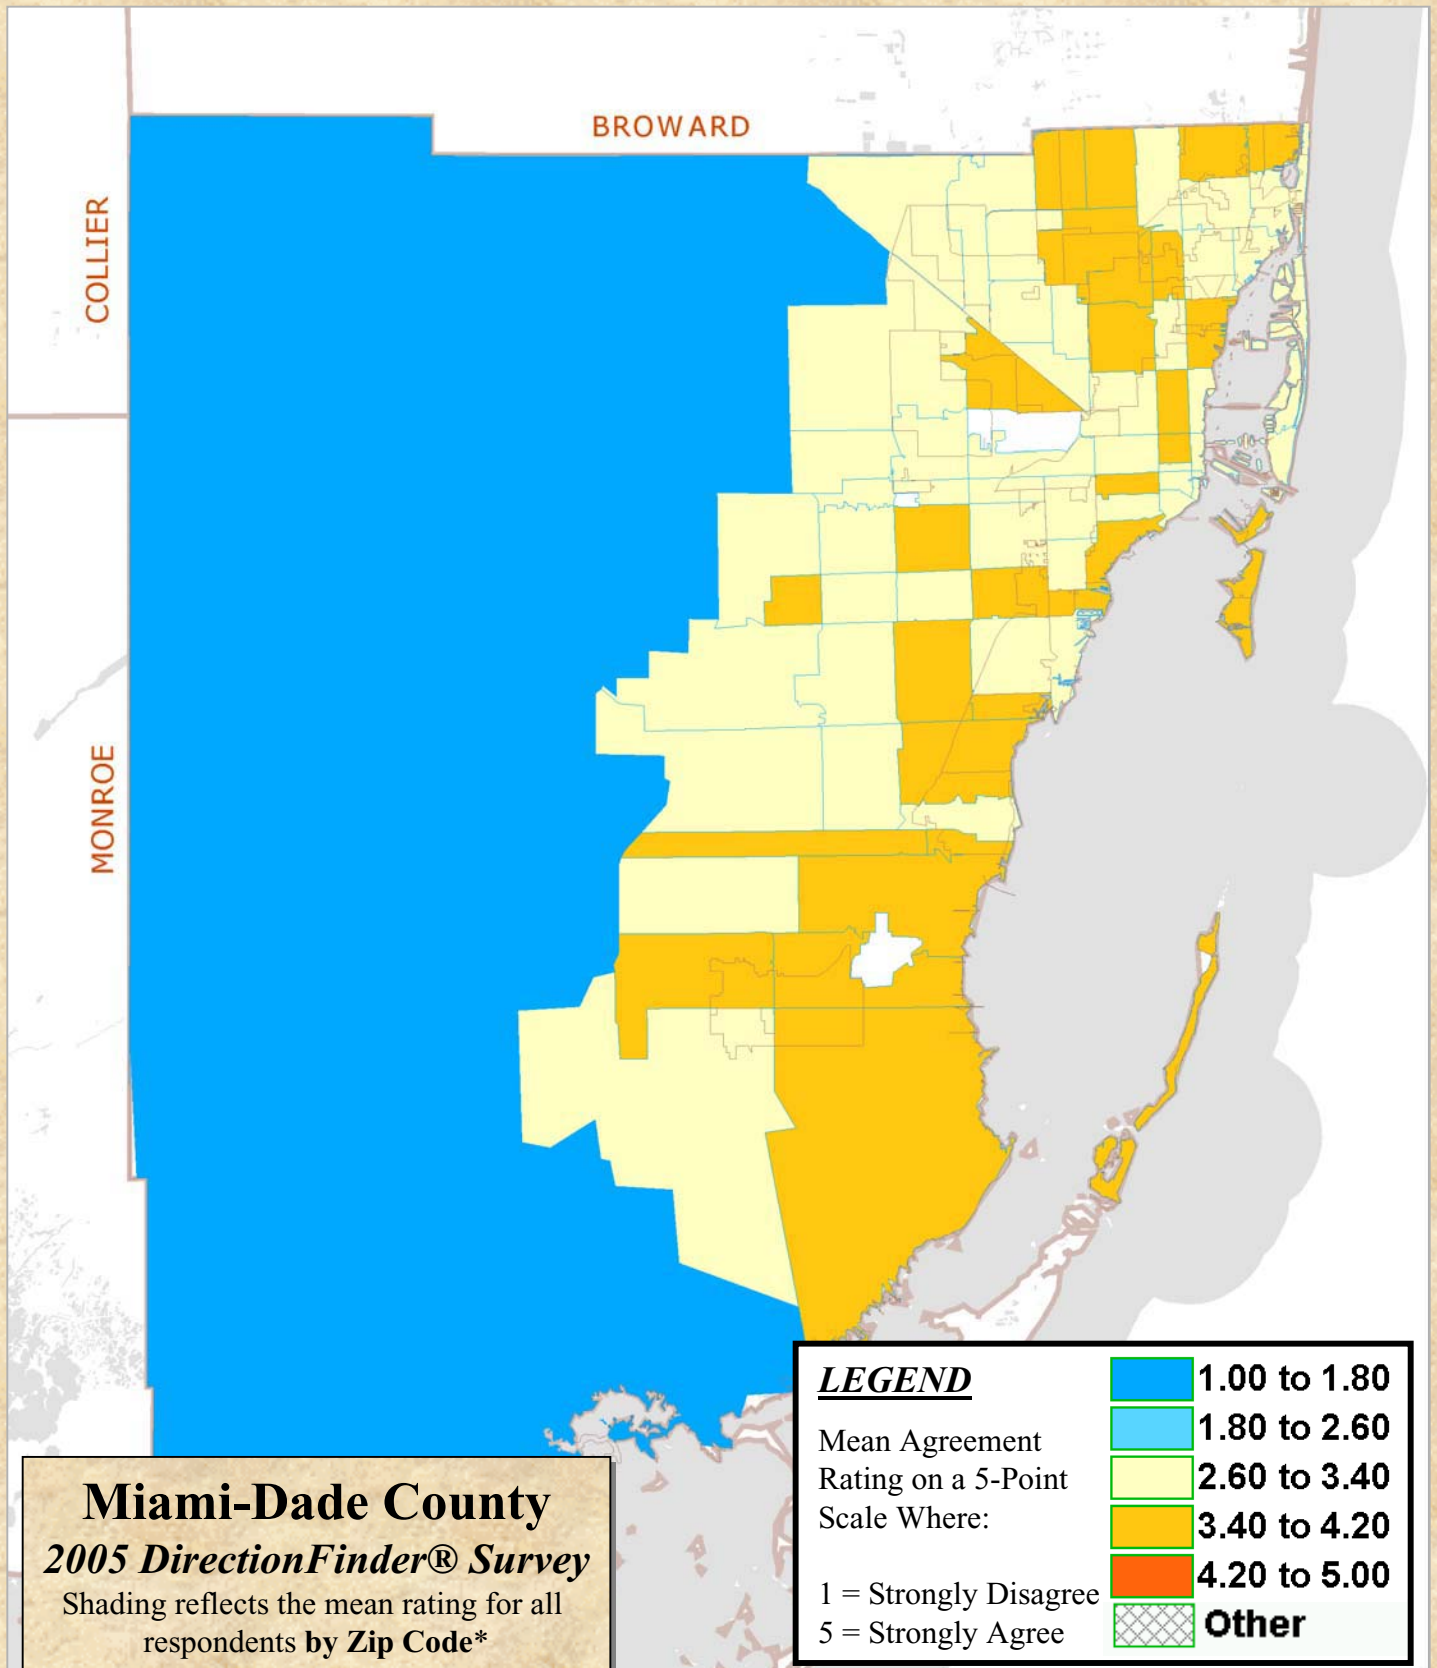 BROWARD
COLLIER
MONROE
LEGEND
Mean Agreement
Rating on a 5-Point
Scale Where:
1 = Strongly Disagree
5 = Strongly Agree
1.00 to 1.80
1.80 to 2.60
2.60 to 3.40
3.40 to 4.20
4.20 to 5.00
Other
Miami-Dade County
2005 DirectionFinder® Survey
Shading reflects the mean rating for all
respondents by Zip Code*